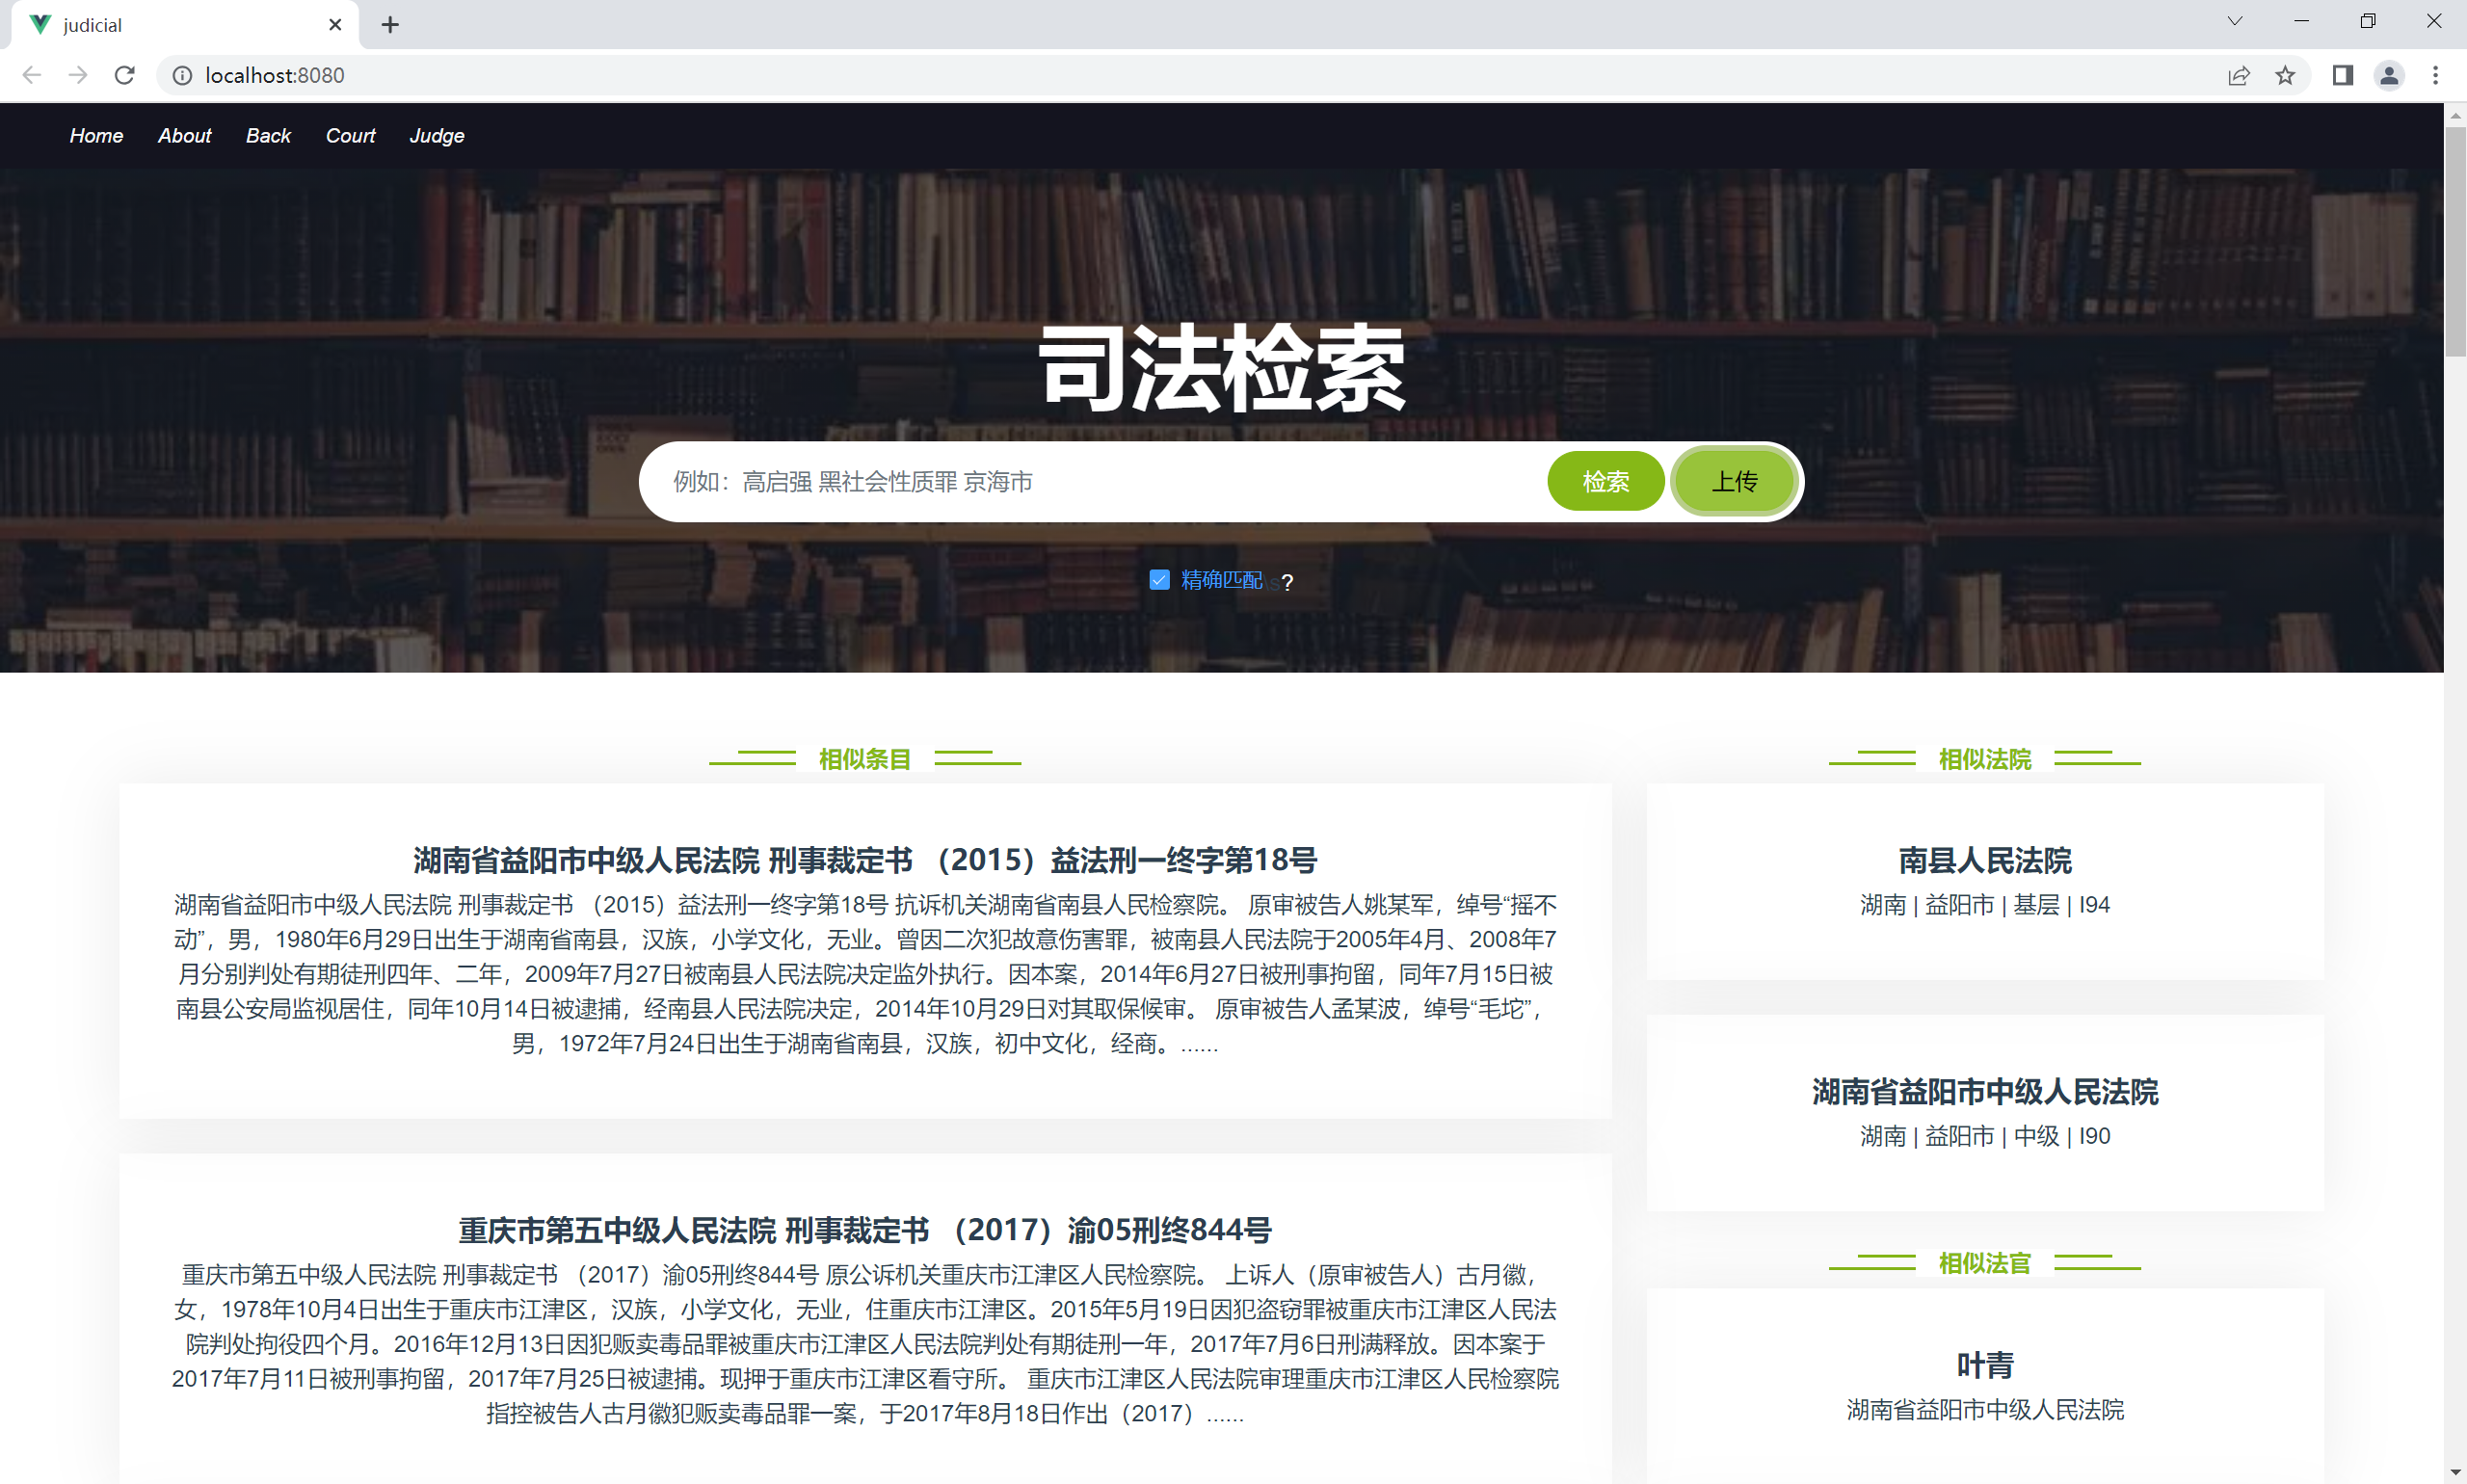 judicial
localhost:8080
Home About Back Court Judge
司法检索
例如：高启强 黑社会性质罪 京海市
检索
上传
精确匹配\s?
相似条目
湖南省益阳市中级人民法院 刑事裁定书 （2015）益法刑一终字第18号
湖南省益阳市中级人民法院 刑事裁定书 （2015）益法刑一终字第18号 抗诉机关湖南省南县人民检察院。 原审被告人姚某军，绰号“摇不
动”，男，1980年6月29日出生于湖南省南县，汉族，小学文化，无业。曾因二次犯故意伤害罪，被南县人民法院于2005年4月、2008年7
月分别判处有期徒刑四年、二年，2009年7月27日被南县人民法院决定监外执行。因本案，2014年6月27日被刑事拘留，同年7月15日被
南县公安局监视居住，同年10月14日被逮捕，经南县人民法院决定，2014年10月29日对其取保候审。 原审被告人孟某波，绰号“毛坨”，
男，1972年7月24日出生于湖南省南县，汉族，初中文化，经商。......
重庆市第五中级人民法院 刑事裁定书 （2017）渝05刑终844号
重庆市第五中级人民法院 刑事裁定书 （2017）渝05刑终844号 原公诉机关重庆市江津区人民检察院。 上诉人（原审被告人）古月徽，
女，1978年10月4日出生于重庆市江津区，汉族，小学文化，无业，住重庆市江津区。2015年5月19日因犯盗窃罪被重庆市江津区人民法
院判处拘役四个月。2016年12月13日因犯贩卖毒品罪被重庆市江津区人民法院判处有期徒刑一年，2017年7月6日刑满释放。因本案于
2017年7月11日被刑事拘留，2017年7月25日被逮捕。现押于重庆市江津区看守所。 重庆市江津区人民法院审理重庆市江津区人民检察院
指控被告人古月徽犯贩卖毒品罪一案，于2017年8月18日作出（2017）......
相似法院
南县人民法院
湖南 | 益阳市 | 基层 | I94
湖南省益阳市中级人民法院
湖南 | 益阳市 | 中级 | I90
相似法官
叶青
湖南省益阳市中级人民法院